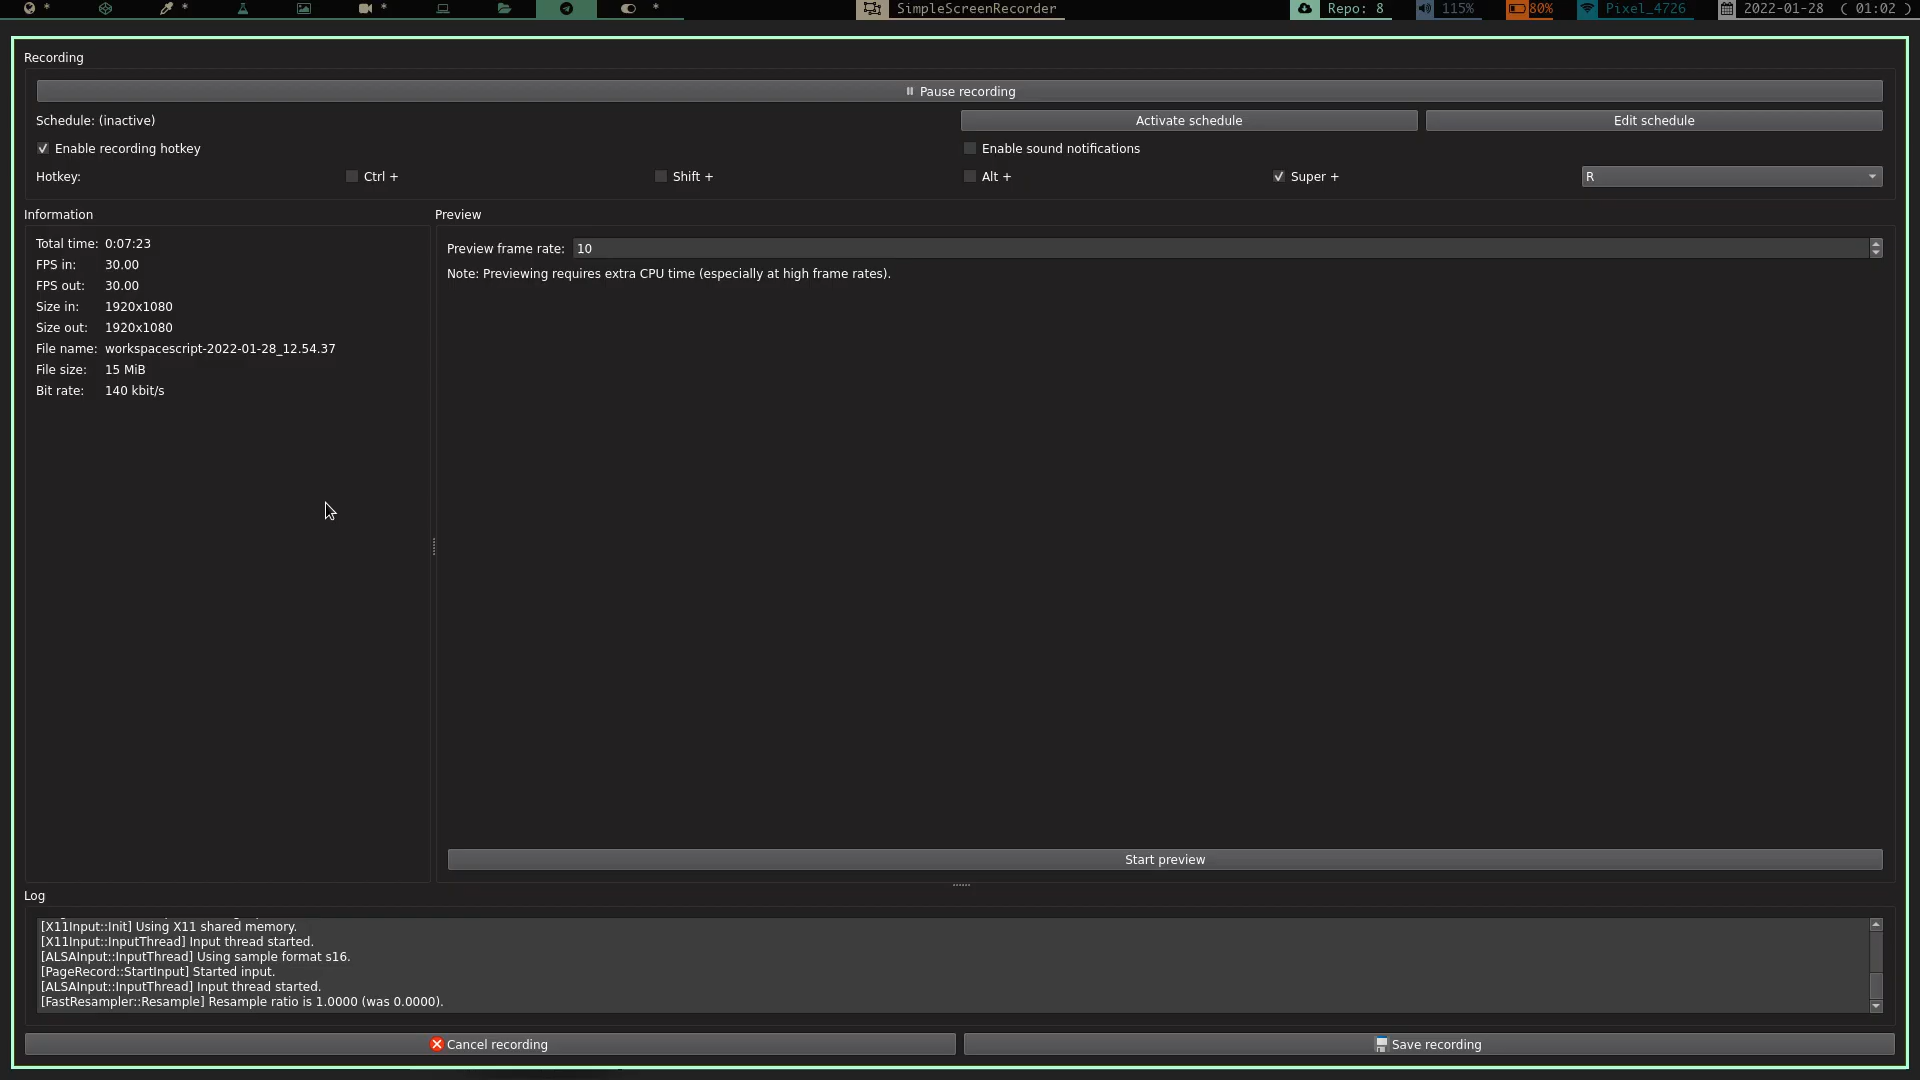 * * * * SimpleScreenRecorder Repo: 8 115% 80% Pixel_4726 2022-01-28 ( 01:02 )
Recording
Pause recording
Schedule: (inactive) Activate schedule Edit schedule
Enable recording hotkey Enable sound notifications
Hotkey: Ctrl + Shift + Alt + Super + R
Information
Total time: 0:07:23
FPS in: 30.00
FPS out: 30.00
Size in: 1920x1080
Size out: 1920x1080
File name: workspacescript-2022-01-28_12.54.37
File size: 15 MiB
Bit rate: 140 kbit/s
Preview
Preview frame rate: 10
Note: Previewing requires extra CPU time (especially at high frame rates).
Start preview
Log
[X11Input::Init] Using X11 shared memory.
[X11Input::InputThread] Input thread started.
[ALSAInput::InputThread] Using sample format s16.
[PageRecord::StartInput] Started input.
[ALSAInput::InputThread] Input thread started.
[FastResampler::Resample] Resample ratio is 1.0000 (was 0.0000).
Cancel recording Save recording